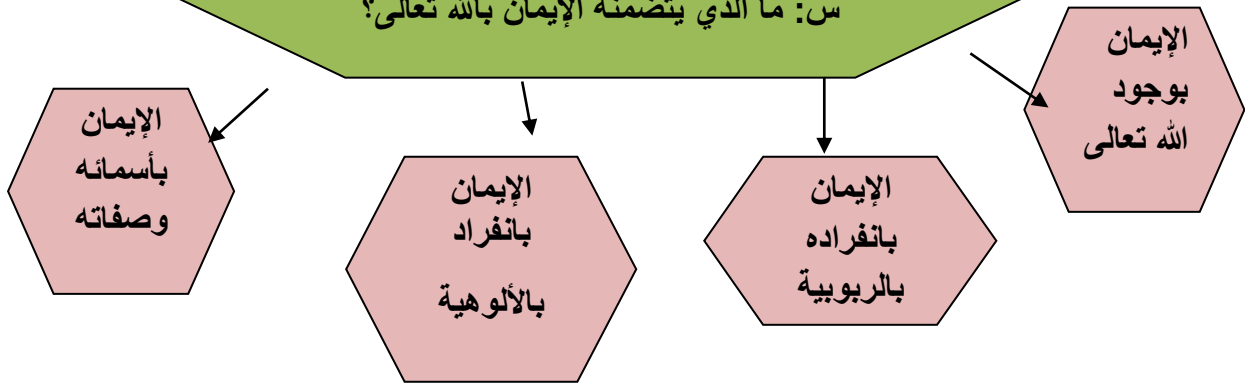 س: ما الذي يتضمنه الإيمان بالله تعالى؟
الإيمان
بوجود
الله تعالى
الإيمان
بانفراده
بالربوبية
الإيمان
بانفراد
بالألوهية
الإيمان
بأسمائه
وصفاته